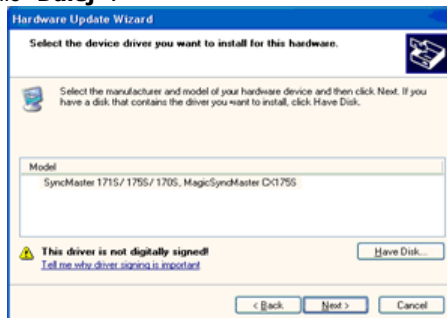 Hardware Update Wizard
Select the device driver you want to install for this hardware.
Select the manufacturer and model of your hardware device and then click Next. If you
have a disk that contains the driver you want to install, click Have Disk.
Model
SyncMaster 171S/ 175S/ 170S, MagicSyncMaster CX175S
This driver is not digitally signed!
Have Disk...
Tell me why driver signing is important
< Back
Next >
Cancel